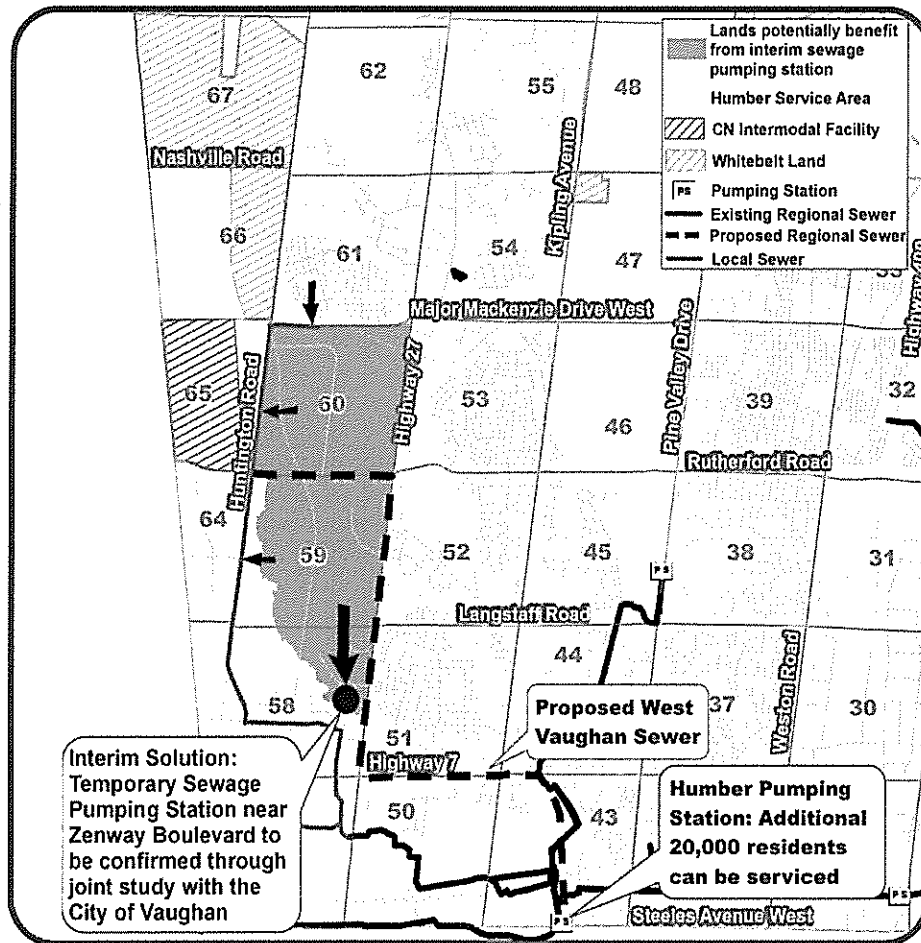 Lands potentially benefit
from interim sewage
pumping station
Humber Service Area
CN Intermodal Facility
Whitebelt Land
PS Pumping Station
Existing Regional Sewer
Proposed Regional Sewer
Local Sewer
62
55
48
67
Nashville Road
Kipling Avenue
66
61
54
47
33
Major Mackenzie Drive West
Huntington Road
Highway 27
Pine Valley Drive
65
60
53
46
39
32
Rutherford Road
64
59
52
45
38
31
PS
Langstaff Road
44
Weston Road
58
51
37
30
Proposed West
Vaughan Sewer
Highway 7
Interim Solution:
Temporary Sewage
Pumping Station near
Zenway Boulevard to
be confirmed through
joint study with the
City of Vaughan
50
43
Humber Pumping
Station: Additional
20,000 residents
can be serviced
PS
PS
Steeles Avenue West